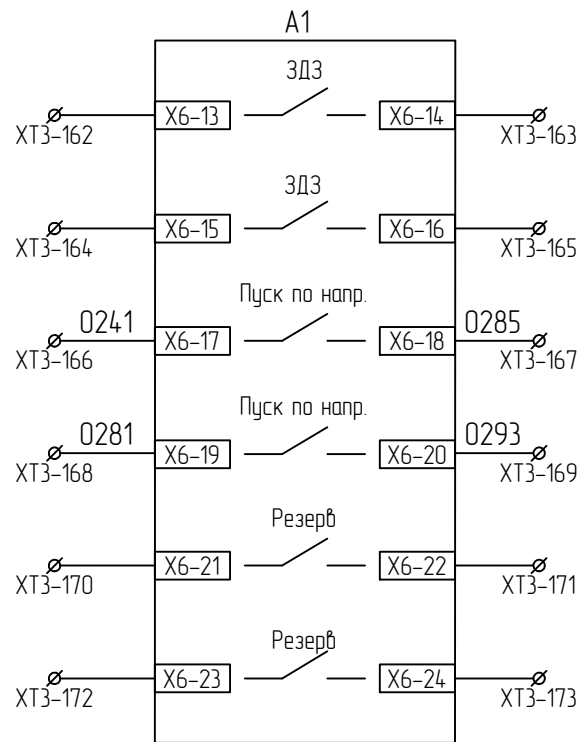 A1
ЗДЗ
X6-13
X6-14
XT3-162
XT3-163
ЗДЗ
X6-15
X6-16
XT3-164
XT3-165
Пуск по напр.
0241
X6-17
X6-18
0285
XT3-166
XT3-167
Пуск по напр.
0281
X6-19
X6-20
0293
XT3-168
XT3-169
Резерв
X6-21
X6-22
XT3-170
XT3-171
Резерв
X6-23
X6-24
XT3-172
XT3-173